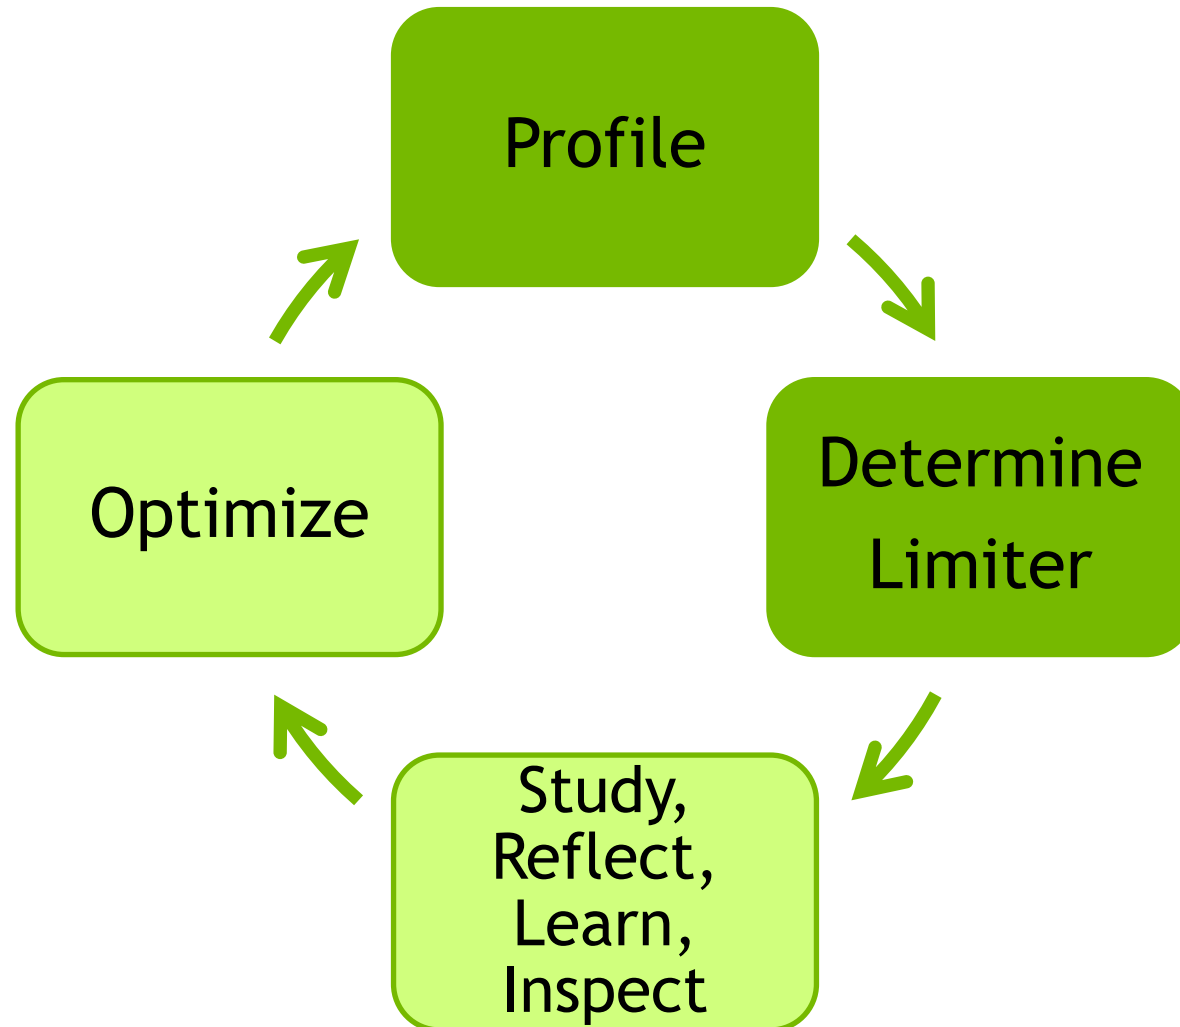 Profile
Determine
Limiter
Study,
Reflect,
Learn,
Inspect
Optimize